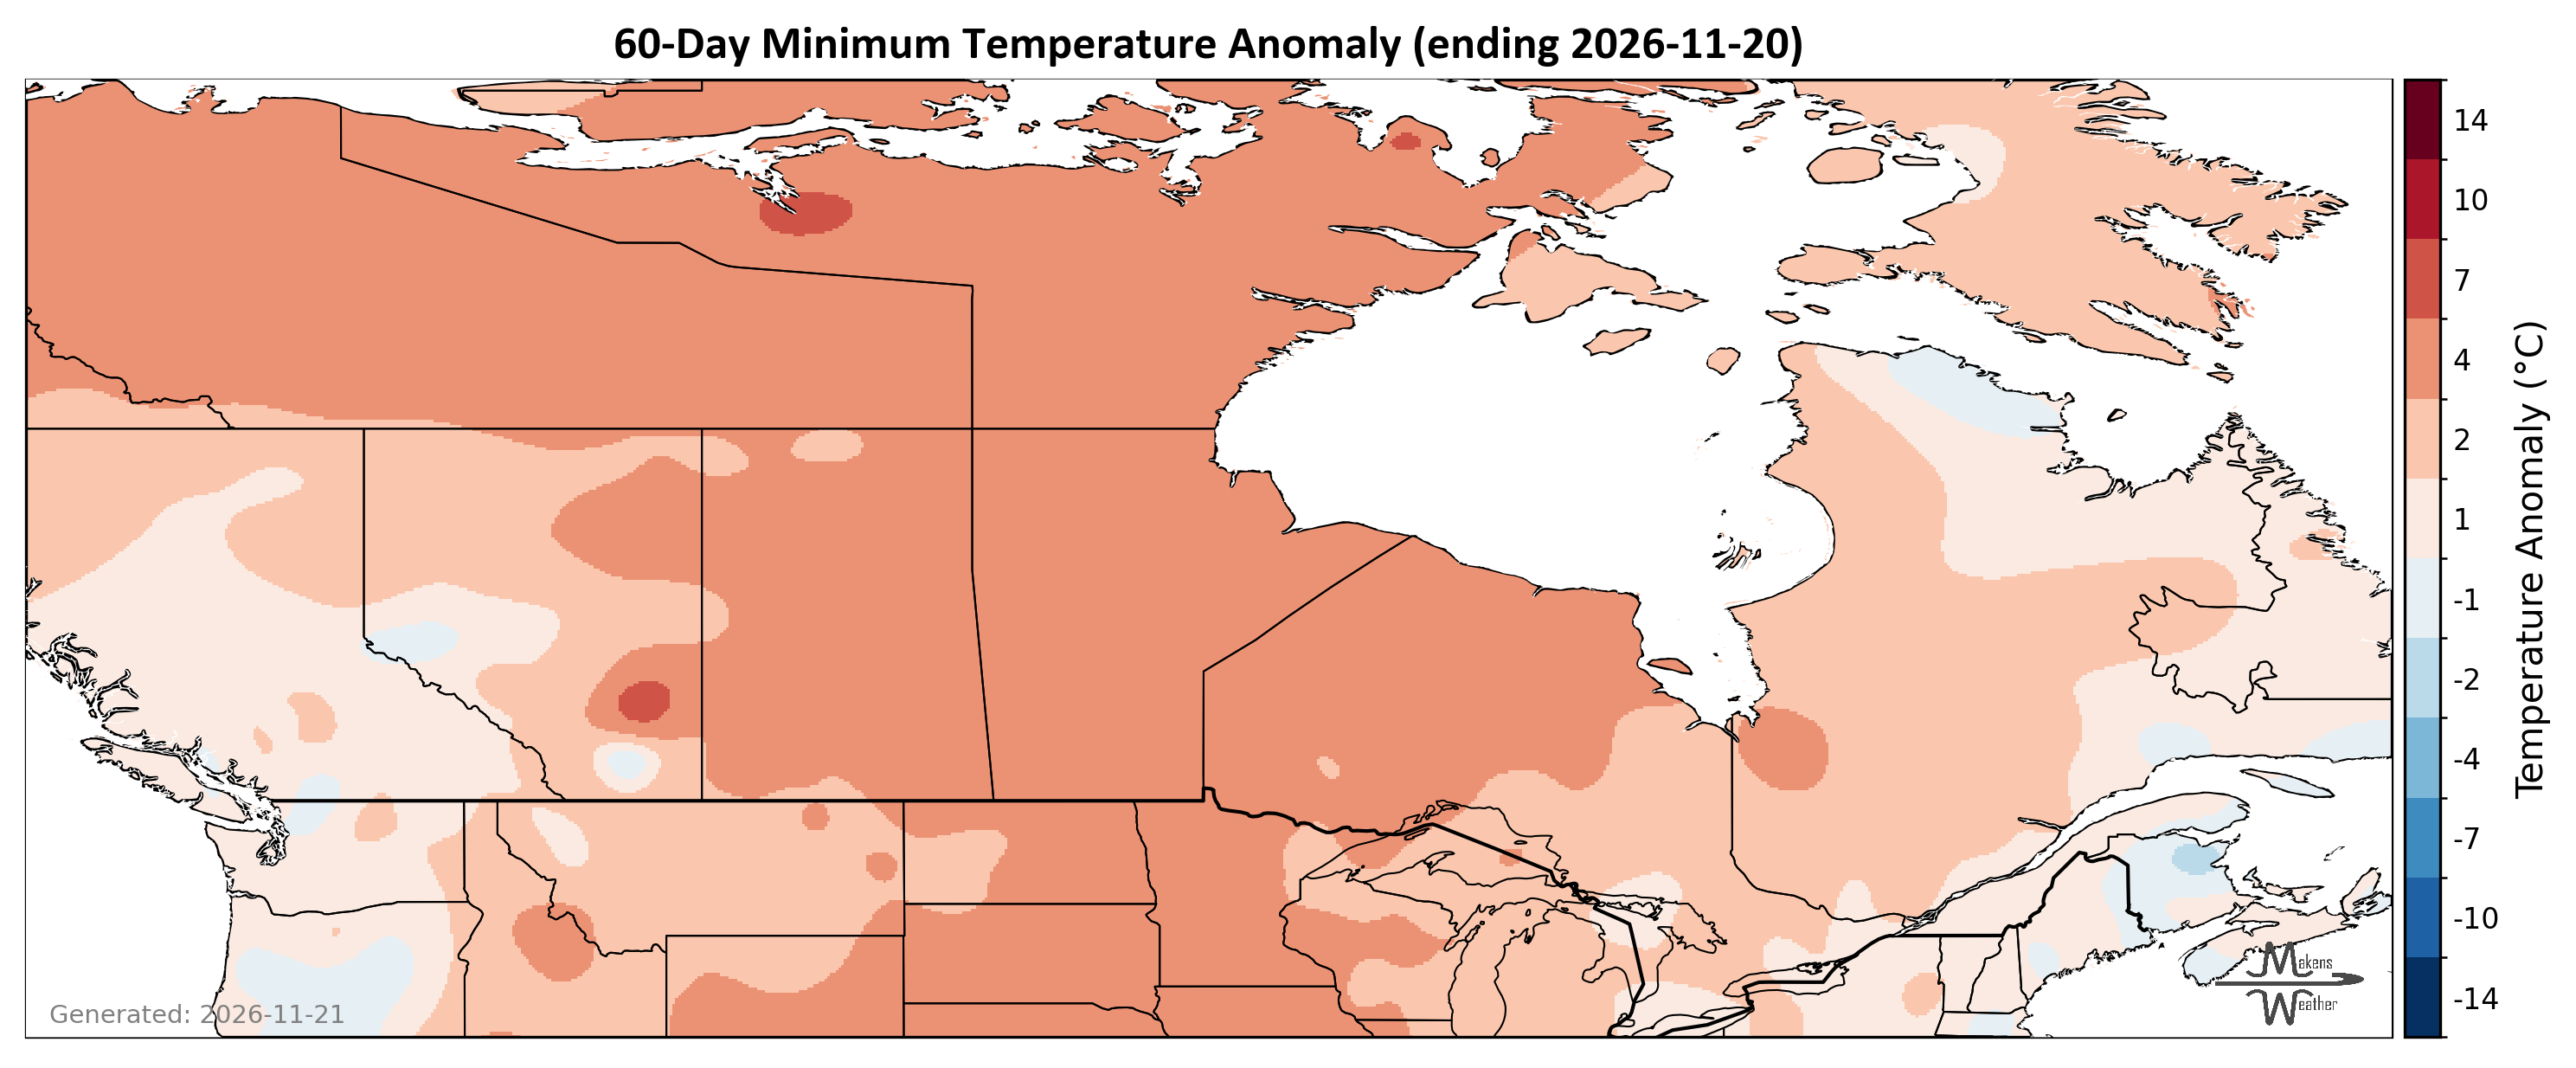 60-Day Minimum Temperature Anomaly (ending 2026-11-20)
14
10
7
4
2
1
-1
-2
-4
-7
-10
-14
Temperature Anomaly (°C)
Makens
Weather
Generated: 2026-11-21